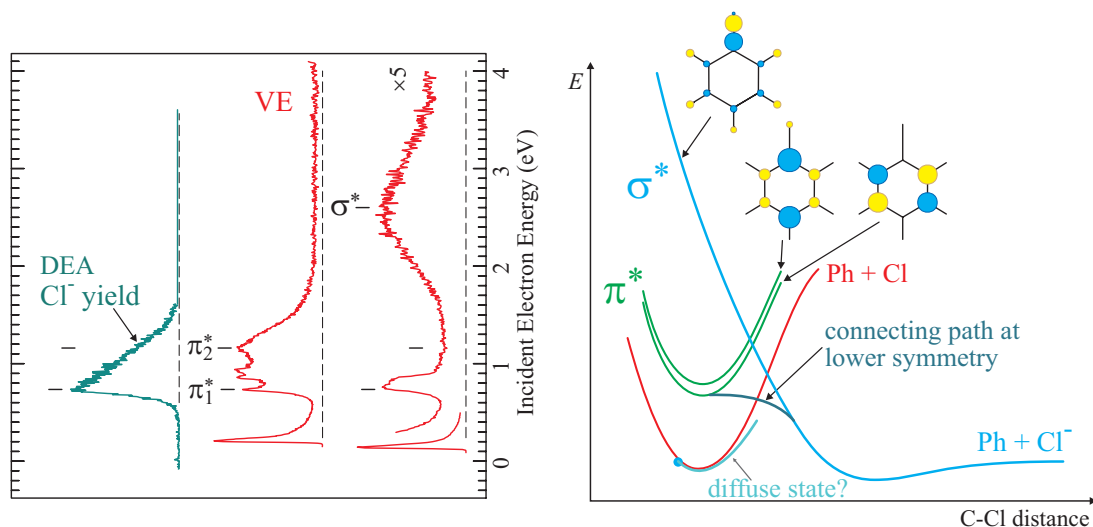 VE
×5
σ*
DEA
Cl⁻ yield
π₂*
π₁*
4
3
2
1
0
Incident Electron Energy (eV)
E
σ*
π*
Ph + Cl
connecting path at
lower symmetry
Ph + Cl⁻
diffuse state?
C-Cl distance